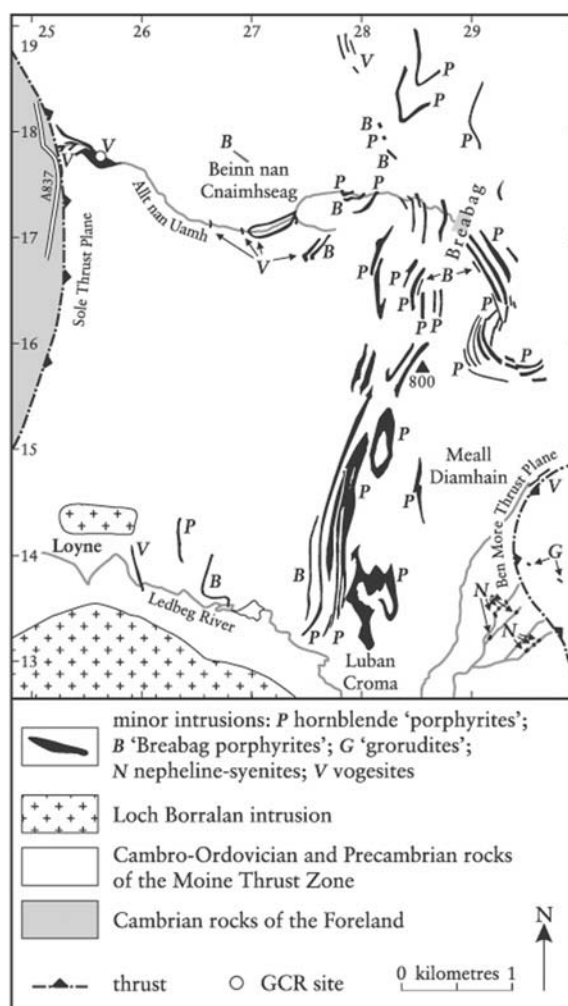 25 26 27 28 29
19
V
P
P
18
V
B
P
P
B
V
B
Beinn nan
Cnaimhseag
P
B
A837
Allt nan Uamh
Breabag
17
V
B
P
P
B
P
Sole Thrust Plane
P
P
P
16
P
P
800
15
P
Meall
Diamhain
P
P
Ben More Thrust Plane
V
P
14
Loyne
V
B
B
P
G
N
Ledbeg River
N
13
P
P
Luban
Croma
minor intrusions: P hornblende ‘porphyrites’;
B ‘Breabag porphyrites’; G ‘grorudites’;
N nepheline-syenites; V vogesites
Loch Borralan intrusion
Cambro-Ordovician and Precambrian rocks
of the Moine Thrust Zone
Cambrian rocks of the Foreland
N
thrust
GCR site
0 kilometres 1